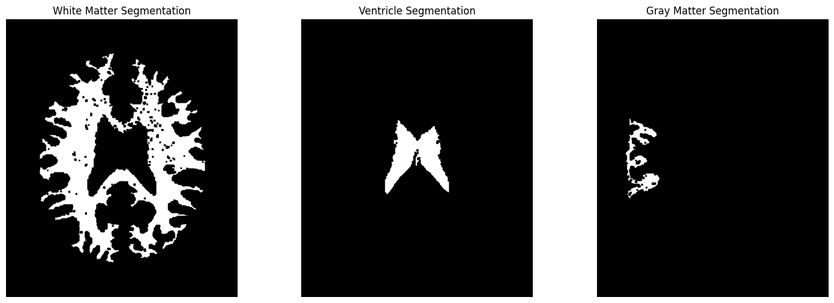 White Matter Segmentation
Ventricle Segmentation
Gray Matter Segmentation